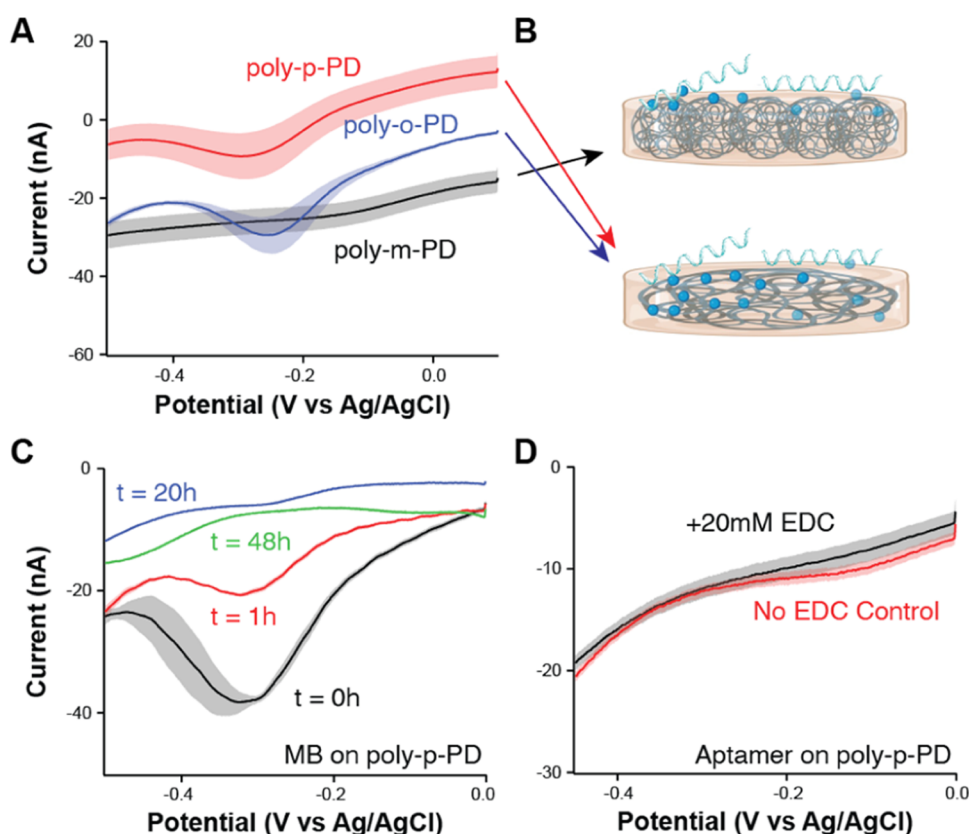 A
B
20
0
-20
-40
-60
Current (nA)
poly-p-PD
poly-o-PD
poly-m-PD
-0.4
-0.2
0.0
Potential (V vs Ag/AgCl)
C
0
-20
-40
Current (nA)
t = 20h
t = 48h
t = 1h
t = 0h
MB on poly-p-PD
-0.4
-0.2
0.0
Potential (V vs Ag/AgCl)
D
0
-10
-20
-30
+20mM EDC
No EDC Control
Aptamer on poly-p-PD
-0.4
-0.2
0.0
Potential (V vs Ag/AgCl)